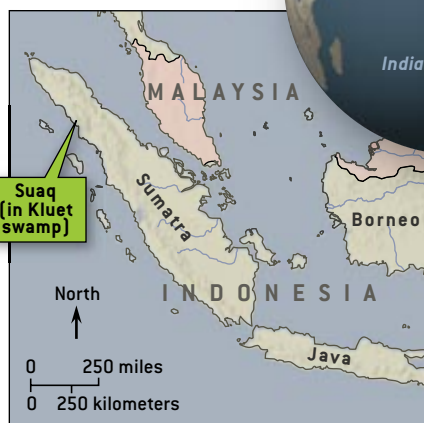 India
MALAYSIA
Suaq
(in Kluet
swamp)
Sumatra
Borneo
North
INDONESIA
Java
0 250 miles
0 250 kilometers